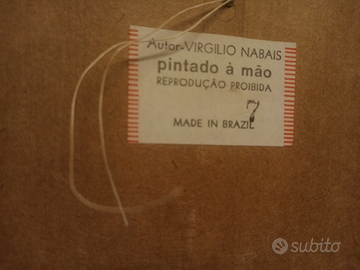 Autor-VIRGILIO NABAIS
pintado à mão
REPRODUÇÃO PROIBIDA
7
MADE IN BRAZIL
subito